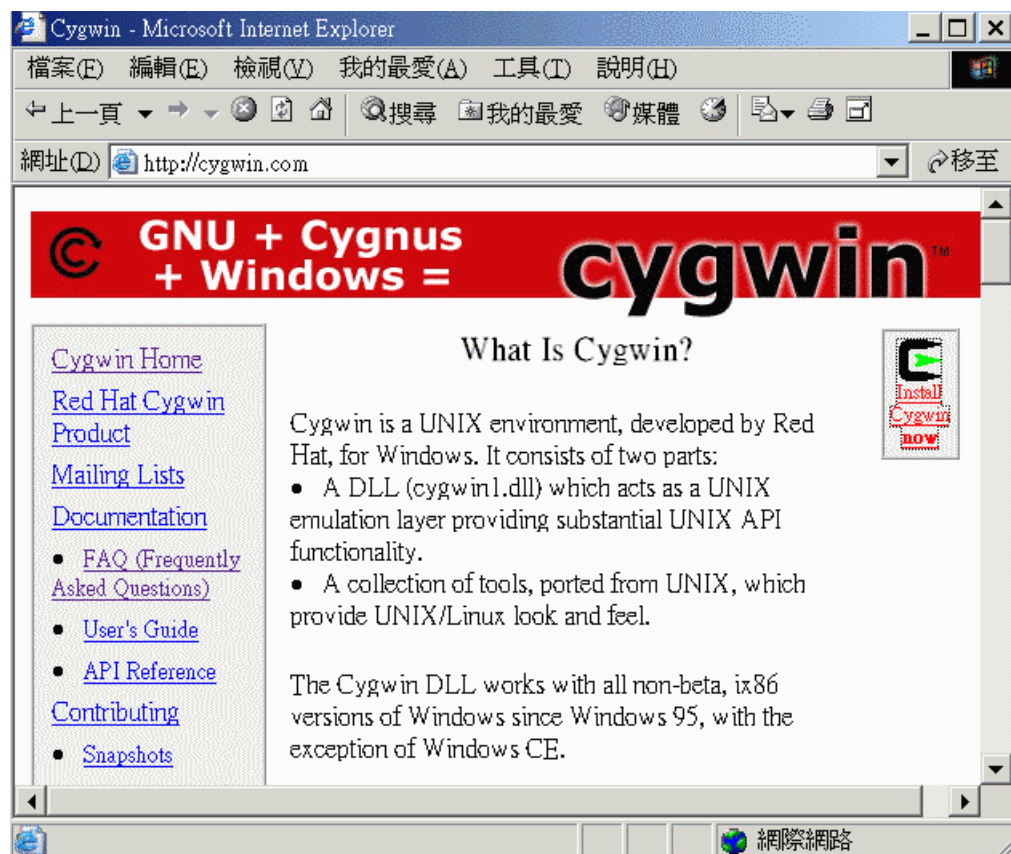 Cygwin - Microsoft Internet Explorer
檔案(F) 編輯(E) 檢視(V) 我的最愛(A) 工具(T) 說明(H)
上一頁 搜尋 我的最愛 媒體
網址(D) http://cygwin.com 移至
GNU + Cygnus
+ Windows =
cygwin™
Cygwin Home
Red Hat Cygwin
Product
Mailing Lists
Documentation
• FAQ (Frequently
Asked Questions)
• User's Guide
• API Reference
Contributing
• Snapshots
What Is Cygwin?
Cygwin is a UNIX environment, developed by Red
Hat, for Windows. It consists of two parts:
• A DLL (cygwin1.dll) which acts as a UNIX
emulation layer providing substantial UNIX API
functionality.
• A collection of tools, ported from UNIX, which
provide UNIX/Linux look and feel.
The Cygwin DLL works with all non-beta, ix86
versions of Windows since Windows 95, with the
exception of Windows CE.
Install
Cygwin
now
網際網路